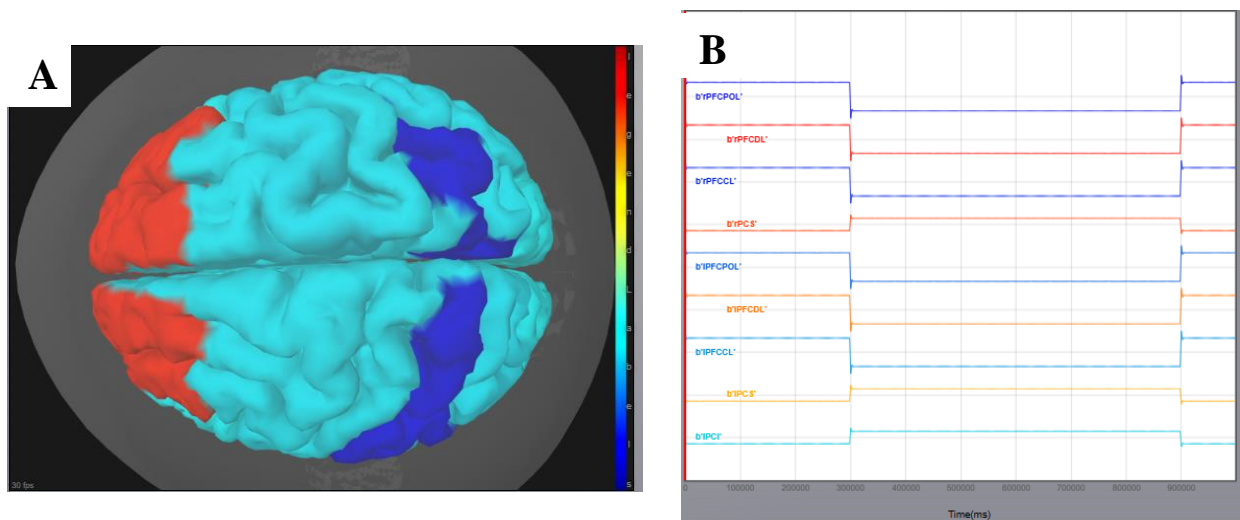 A
legendLabels
30 fps
B
b'rPFCPOL'
b'rPFCDL'
b'rPFCCL'
b'rPCS'
b'lPFCPOL'
b'lPFCDL'
b'lPFCCL'
b'lPCS'
b'lPCI'
0 100000 200000 300000 400000 500000 600000 700000 800000 900000
Time(ms)